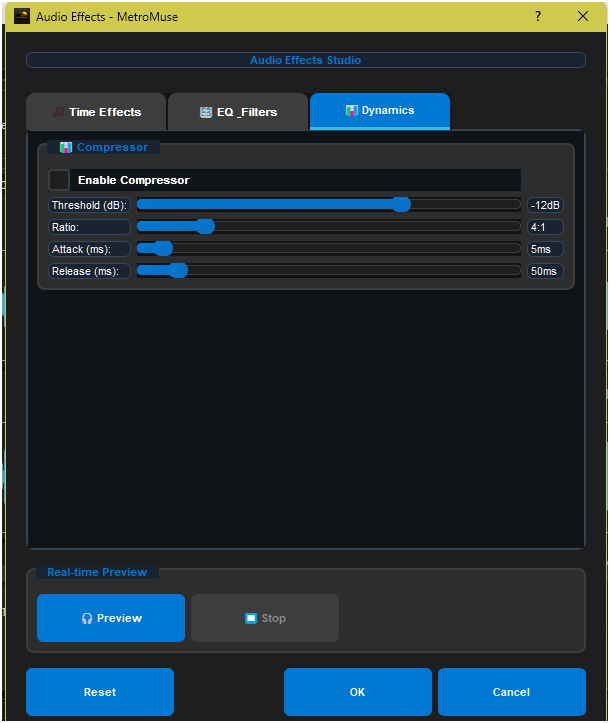 Audio Effects - MetroMuse ?
Audio Effects Studio
Time Effects EQ _Filters Dynamics
Compressor
Enable Compressor
Threshold (dB): -12dB
Ratio: 4:1
Attack (ms): 5ms
Release (ms): 50ms
Real-time Preview
Preview Stop
Reset OK Cancel